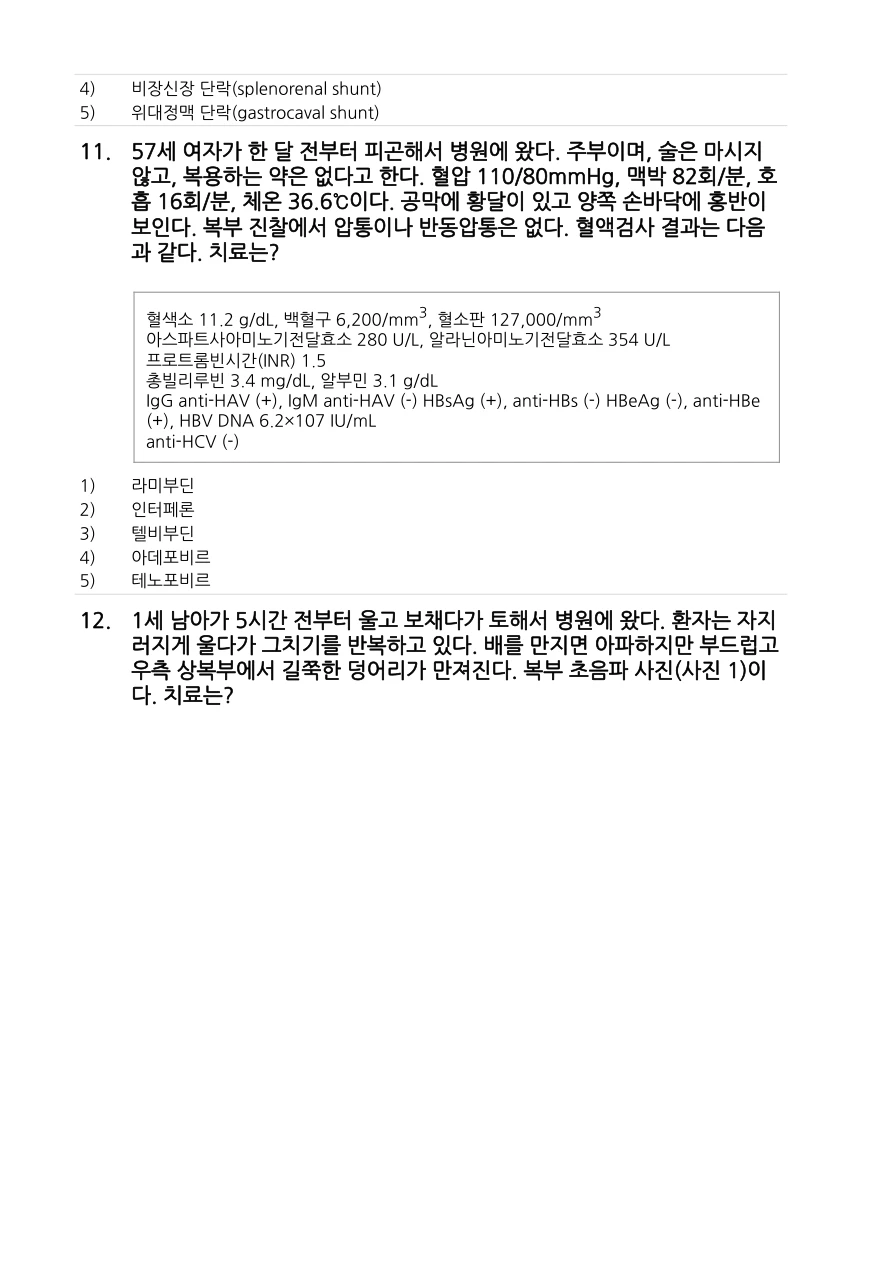 4) 비장신장 단락(splenorenal shunt)
5) 위대정맥 단락(gastrocaval shunt)
11. 57세 여자가 한 달 전부터 피곤해서 병원에 왔다. 주부이며, 술은 마시지
않고, 복용하는 약은 없다고 한다. 혈압 110/80mmHg, 맥박 82회/분, 호
흡 16회/분, 체온 36.6℃이다. 공막에 황달이 있고 양쪽 손바닥에 홍반이
보인다. 복부 진찰에서 압통이나 반동압통은 없다. 혈액검사 결과는 다음
과 같다. 치료는?
혈색소 11.2 g/dL, 백혈구 6,200/mm³, 혈소판 127,000/mm³
아스파트사아미노기전달효소 280 U/L, 알라닌아미노기전달효소 354 U/L
프로트롬빈시간(INR) 1.5
총빌리루빈 3.4 mg/dL, 알부민 3.1 g/dL
IgG anti-HAV (+), IgM anti-HAV (-) HBsAg (+), anti-HBs (-) HBeAg (-), anti-HBe
(+), HBV DNA 6.2×107 IU/mL
anti-HCV (-)
1) 라미부딘
2) 인터페론
3) 텔비부딘
4) 아데포비르
5) 테노포비르
12. 1세 남아가 5시간 전부터 울고 보채다가 토해서 병원에 왔다. 환자는 자지
러지게 울다가 그치기를 반복하고 있다. 배를 만지면 아파하지만 부드럽고
우측 상복부에서 길쭉한 덩어리가 만져진다. 복부 초음파 사진(사진 1)이
다. 치료는?